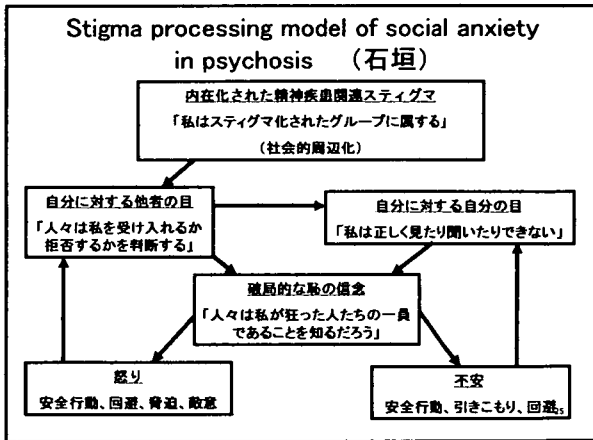 Stigma processing model of social anxiety
in psychosis （石垣）
内在化された精神疾患関連スティグマ
「私はスティグマ化されたグループに属する」
（社会的周辺化）
自分に対する他者の目
「人々は私を受け入れるか
拒否するかを判断する」
自分に対する自分の目
「私は正しく見たり聞いたりできない」
破局的な恥の信念
「人々は私が狂った人たちの一員
であることを知るだろう」
怒り
安全行動、回避、脅迫、敵意
不安
安全行動、引きこもり、回避